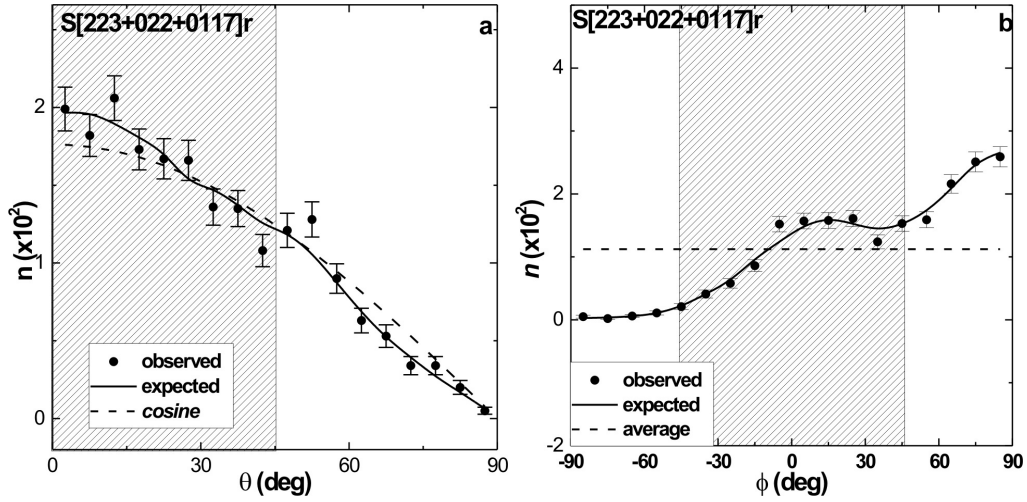 S[223+022+0117]r
a
n (x10²)
2
1
0
observed
expected
cosine
0 30 60 90
θ (deg)
S[223+022+0117]r
b
n (x10²)
4
2
0
-2
observed
expected
average
-90 -60 -30 0 30 60 90
ϕ (deg)